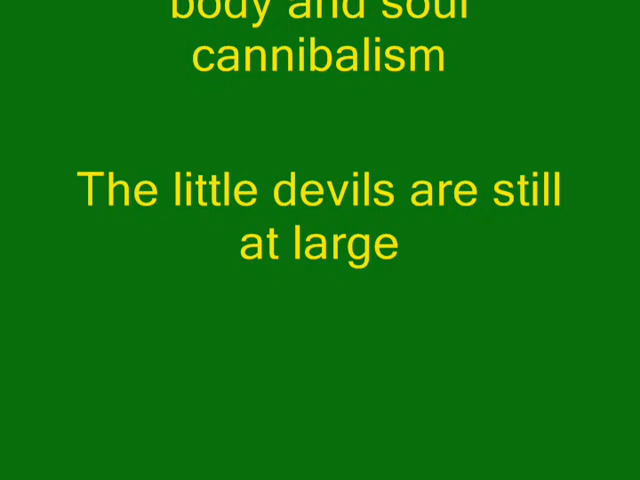 body and soul
cannibalism
The little devils are still
at large